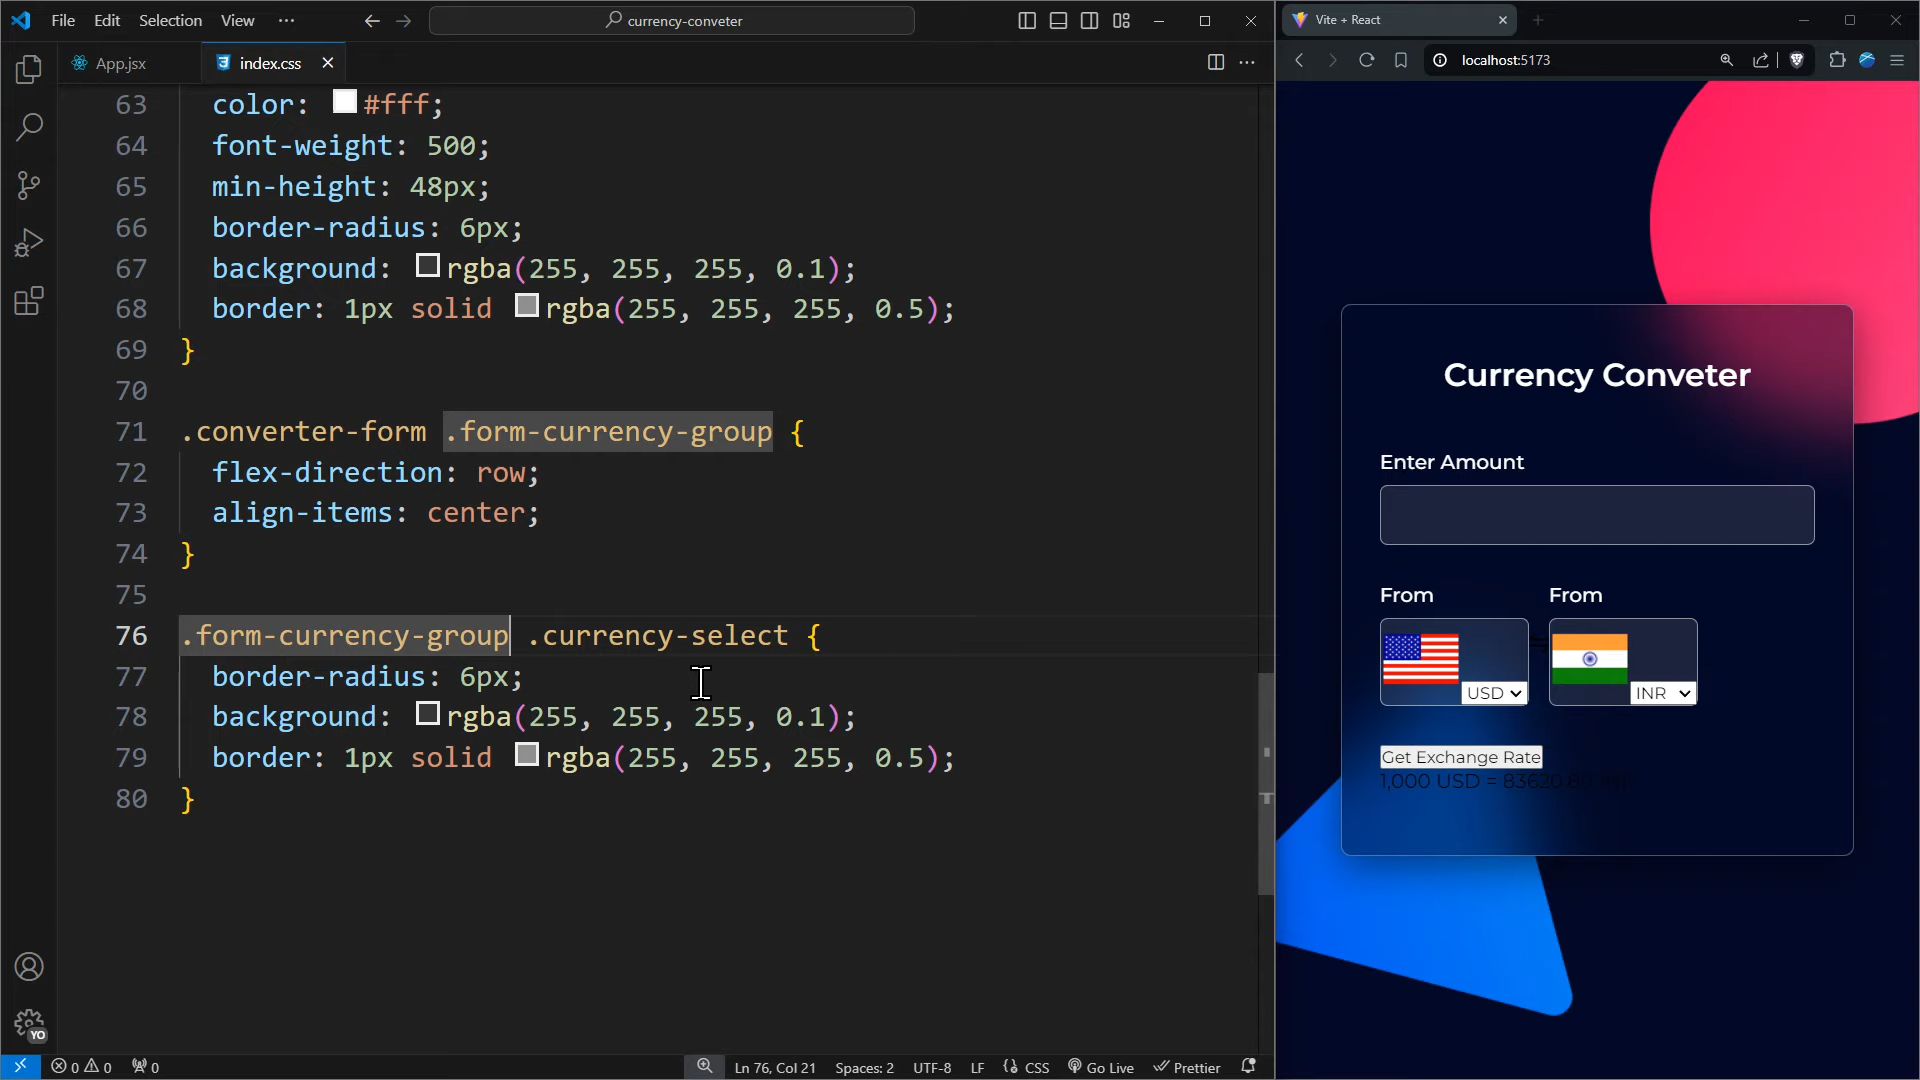 File Edit Selection View ··· currency-conveter
App.jsx
index.css
63 color: #fff;
64 font-weight: 500;
65 min-height: 48px;
66 border-radius: 6px;
67 background: rgba(255, 255, 255, 0.1);
68 border: 1px solid rgba(255, 255, 255, 0.5);
69 }
70
71 .converter-form .form-currency-group {
72 flex-direction: row;
73 align-items: center;
74 }
75
76 .form-currency-group .currency-select {
77 border-radius: 6px;
78 background: rgba(255, 255, 255, 0.1);
79 border: 1px solid rgba(255, 255, 255, 0.5);
80 }
YO
0 0 0 Ln 76, Col 21 Spaces: 2 UTF-8 LF CSS Go Live Prettier
Vite + React
localhost:5173
Currency Conveter
Enter Amount
From From
USD INR
Get Exchange Rate
1,000 USD = 83620